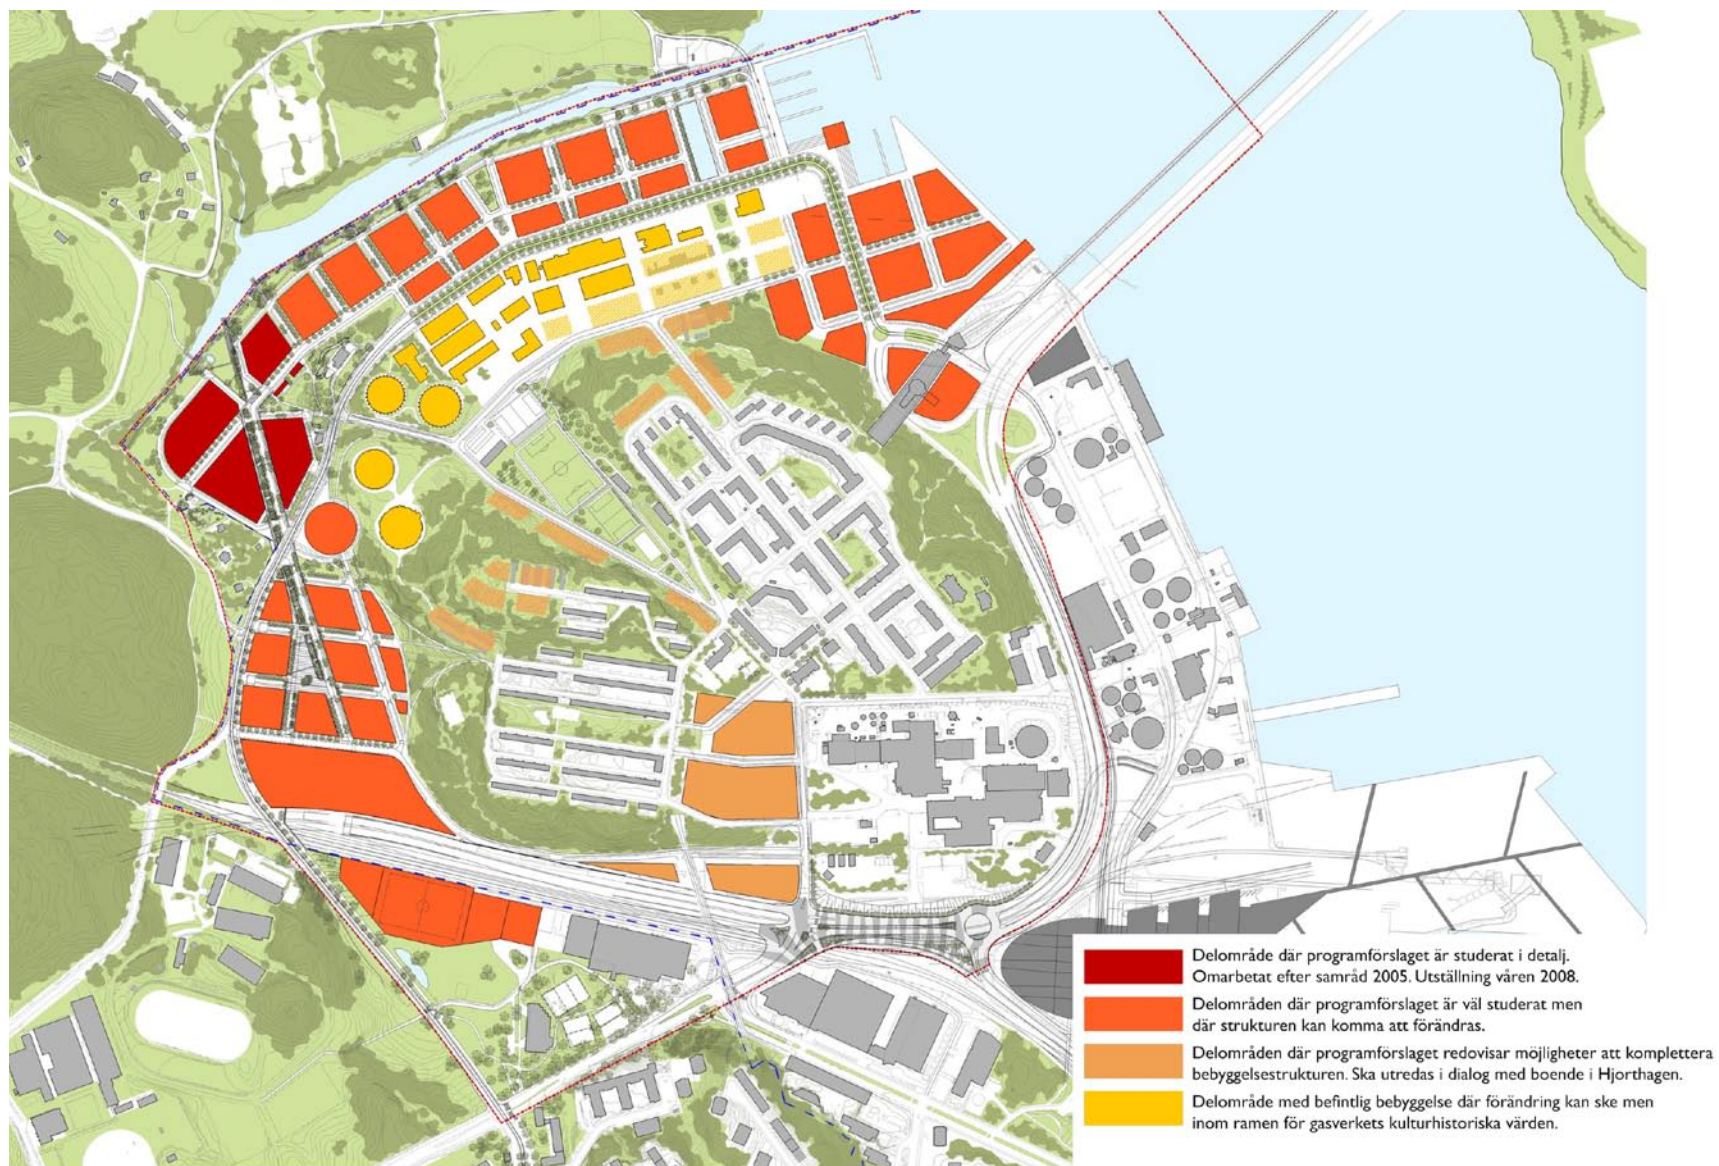 Delområde där programförslaget är studerat i detalj.
Omarbetat efter samråd 2005. Utställning våren 2008.
Delområden där programförslaget är väl studerat men
där strukturen kan komma att förändras.
Delområden där programförslaget redovisar möjligheter att komplettera
bebyggelsestrukturen. Ska utredas i dialog med boende i Hjorthagen.
Delområde med befintlig bebyggelse där förändring kan ske men
inom ramen för gasverkets kulturhistoriska värden.